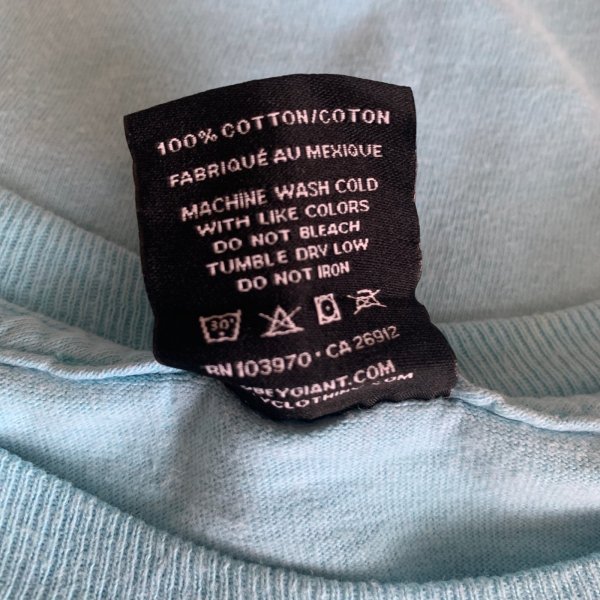 100% COTTON/COTON
FABRIQUÉ AU MEXIQUE
MACHINE WASH COLD
WITH LIKE COLORS
DO NOT BLEACH
TUMBLE DRY LOW
DO NOT IRON
30°
RN 103970 · CA 26912